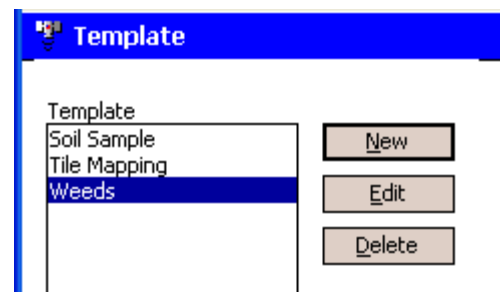 Template
Template
Soil Sample
Tile Mapping
Weeds
New
Edit
Delete